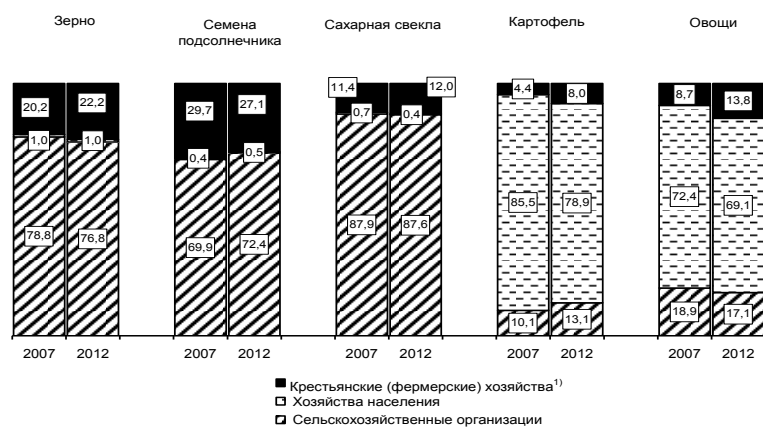 Зерно
Семена
подсолнечника
Сахарная свекла
Картофель
Овощи
20,2 22,2 29,7 27,1 11,4 12,0 4,4 8,0 8,7 13,8
1,0 1,0 0,4 0,5 0,7 0,4 85,5 78,9 72,4 69,1
78,8 76,8 69,9 72,4 87,9 87,6 10,1 13,1 18,9 17,1
2007 2012 2007 2012 2007 2012 2007 2012 2007 2012
Крестьянские (фермерские) хозяйства1)
Хозяйства населения
Сельскохозяйственные организации